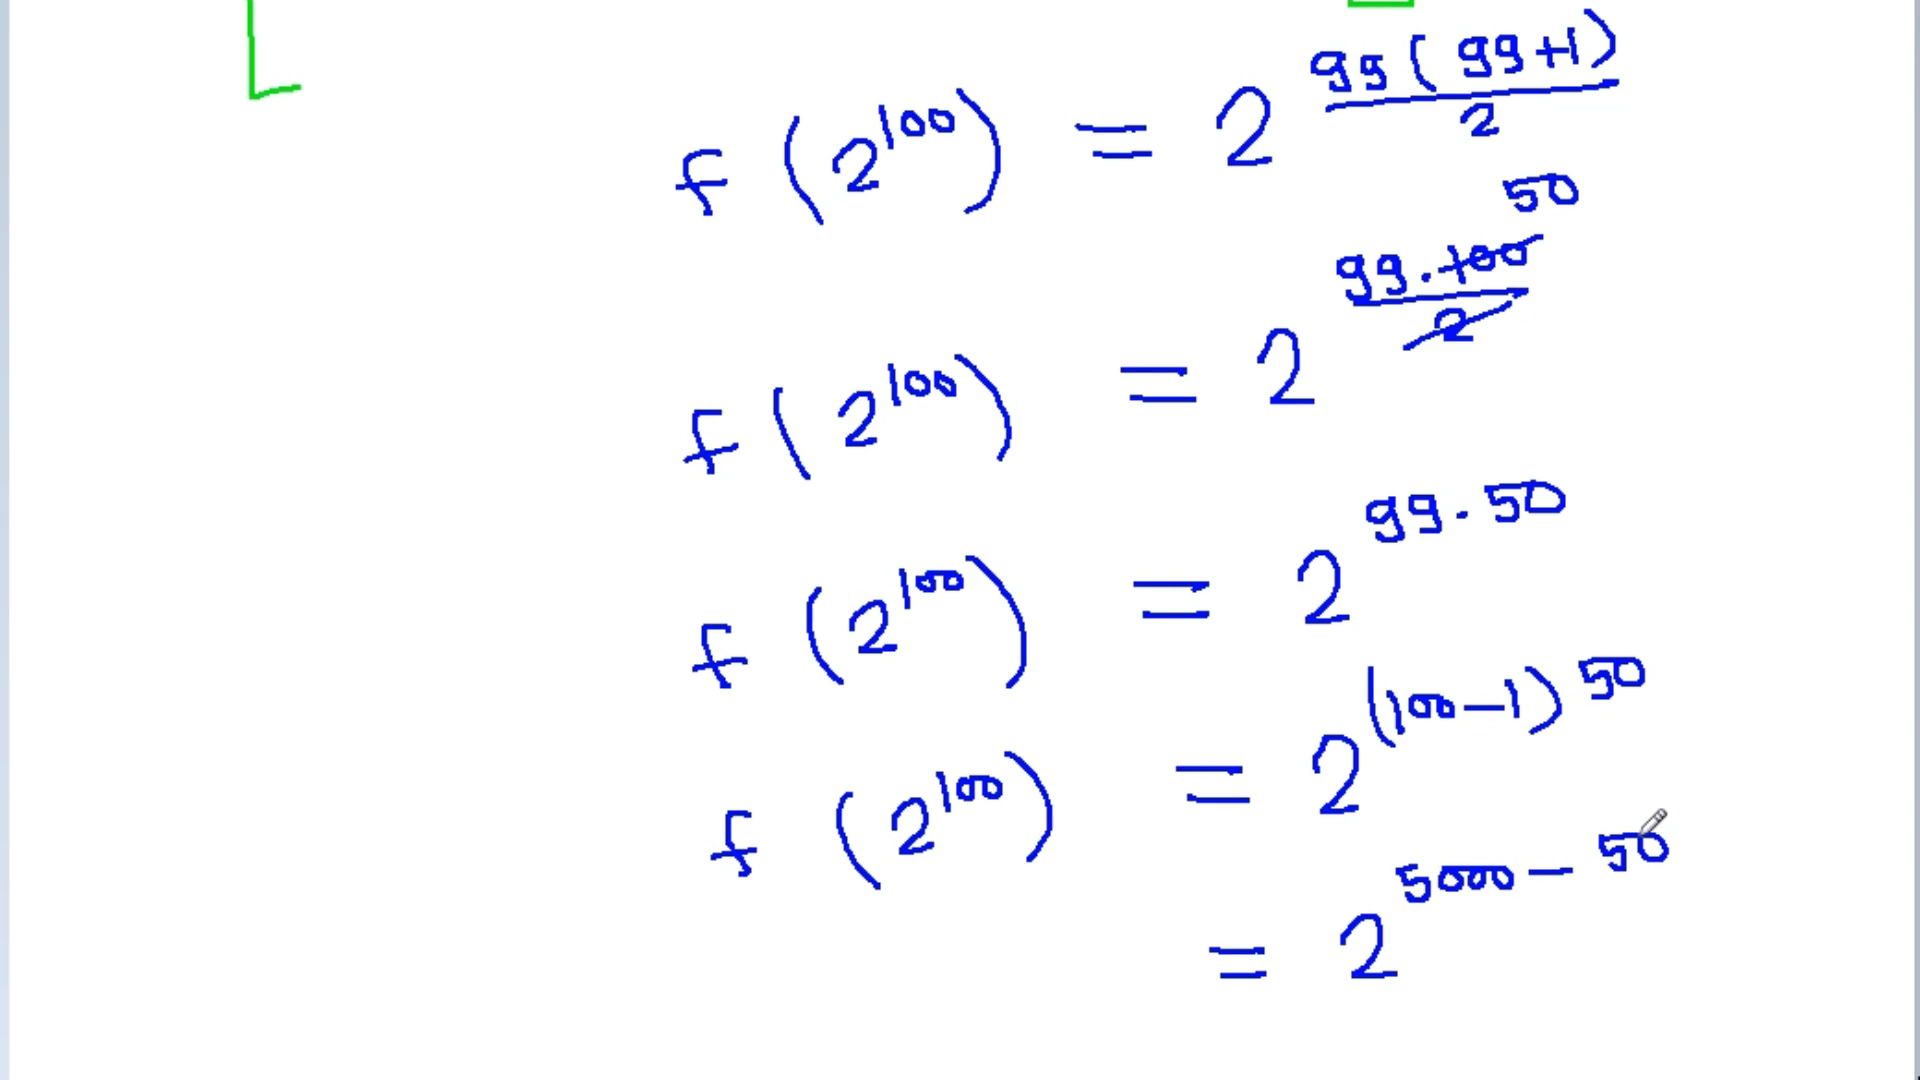 f (2^100) = 2^(99(99+1)/2)
f (2^100) = 2^(99.100/2) 50
f (2^100) = 2^(99.50)
f (2^100) = 2^((100-1)50)
= 2^(5000-50)